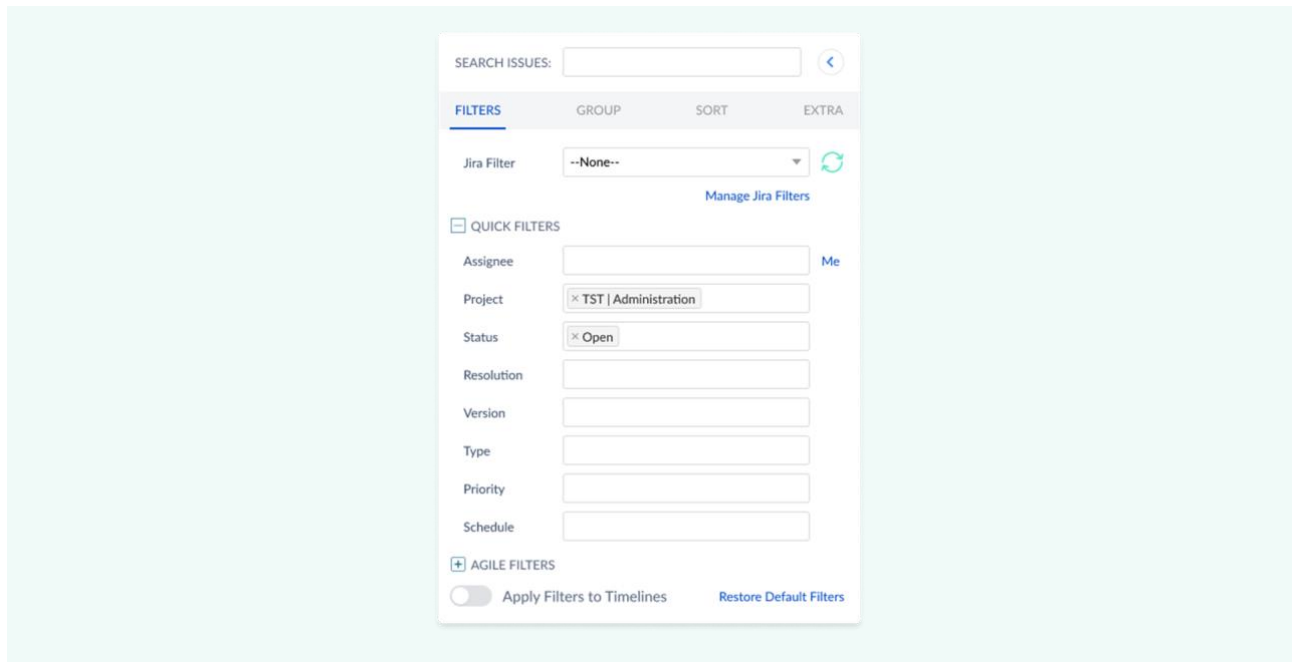 SEARCH ISSUES:
FILTERS GROUP SORT EXTRA
Jira Filter --None--
Manage Jira Filters
QUICK FILTERS
Assignee Me
Project × TST | Administration
Status × Open
Resolution
Version
Type
Priority
Schedule
AGILE FILTERS
Apply Filters to Timelines Restore Default Filters